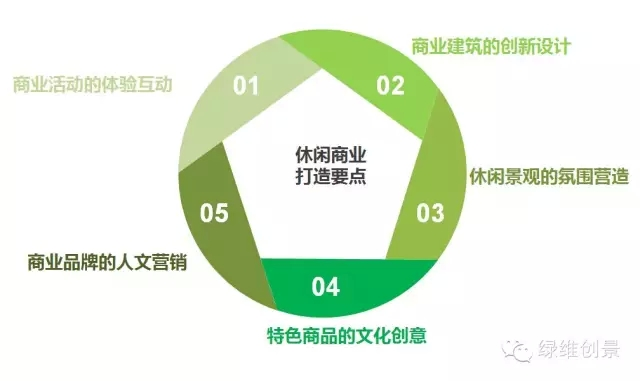 商业活动的体验互动
01
商业建筑的创新设计
02
休闲商业
打造要点
休闲景观的氛围营造
03
特色商品的文化创意
04
商业品牌的人文营销
05
绿维创景